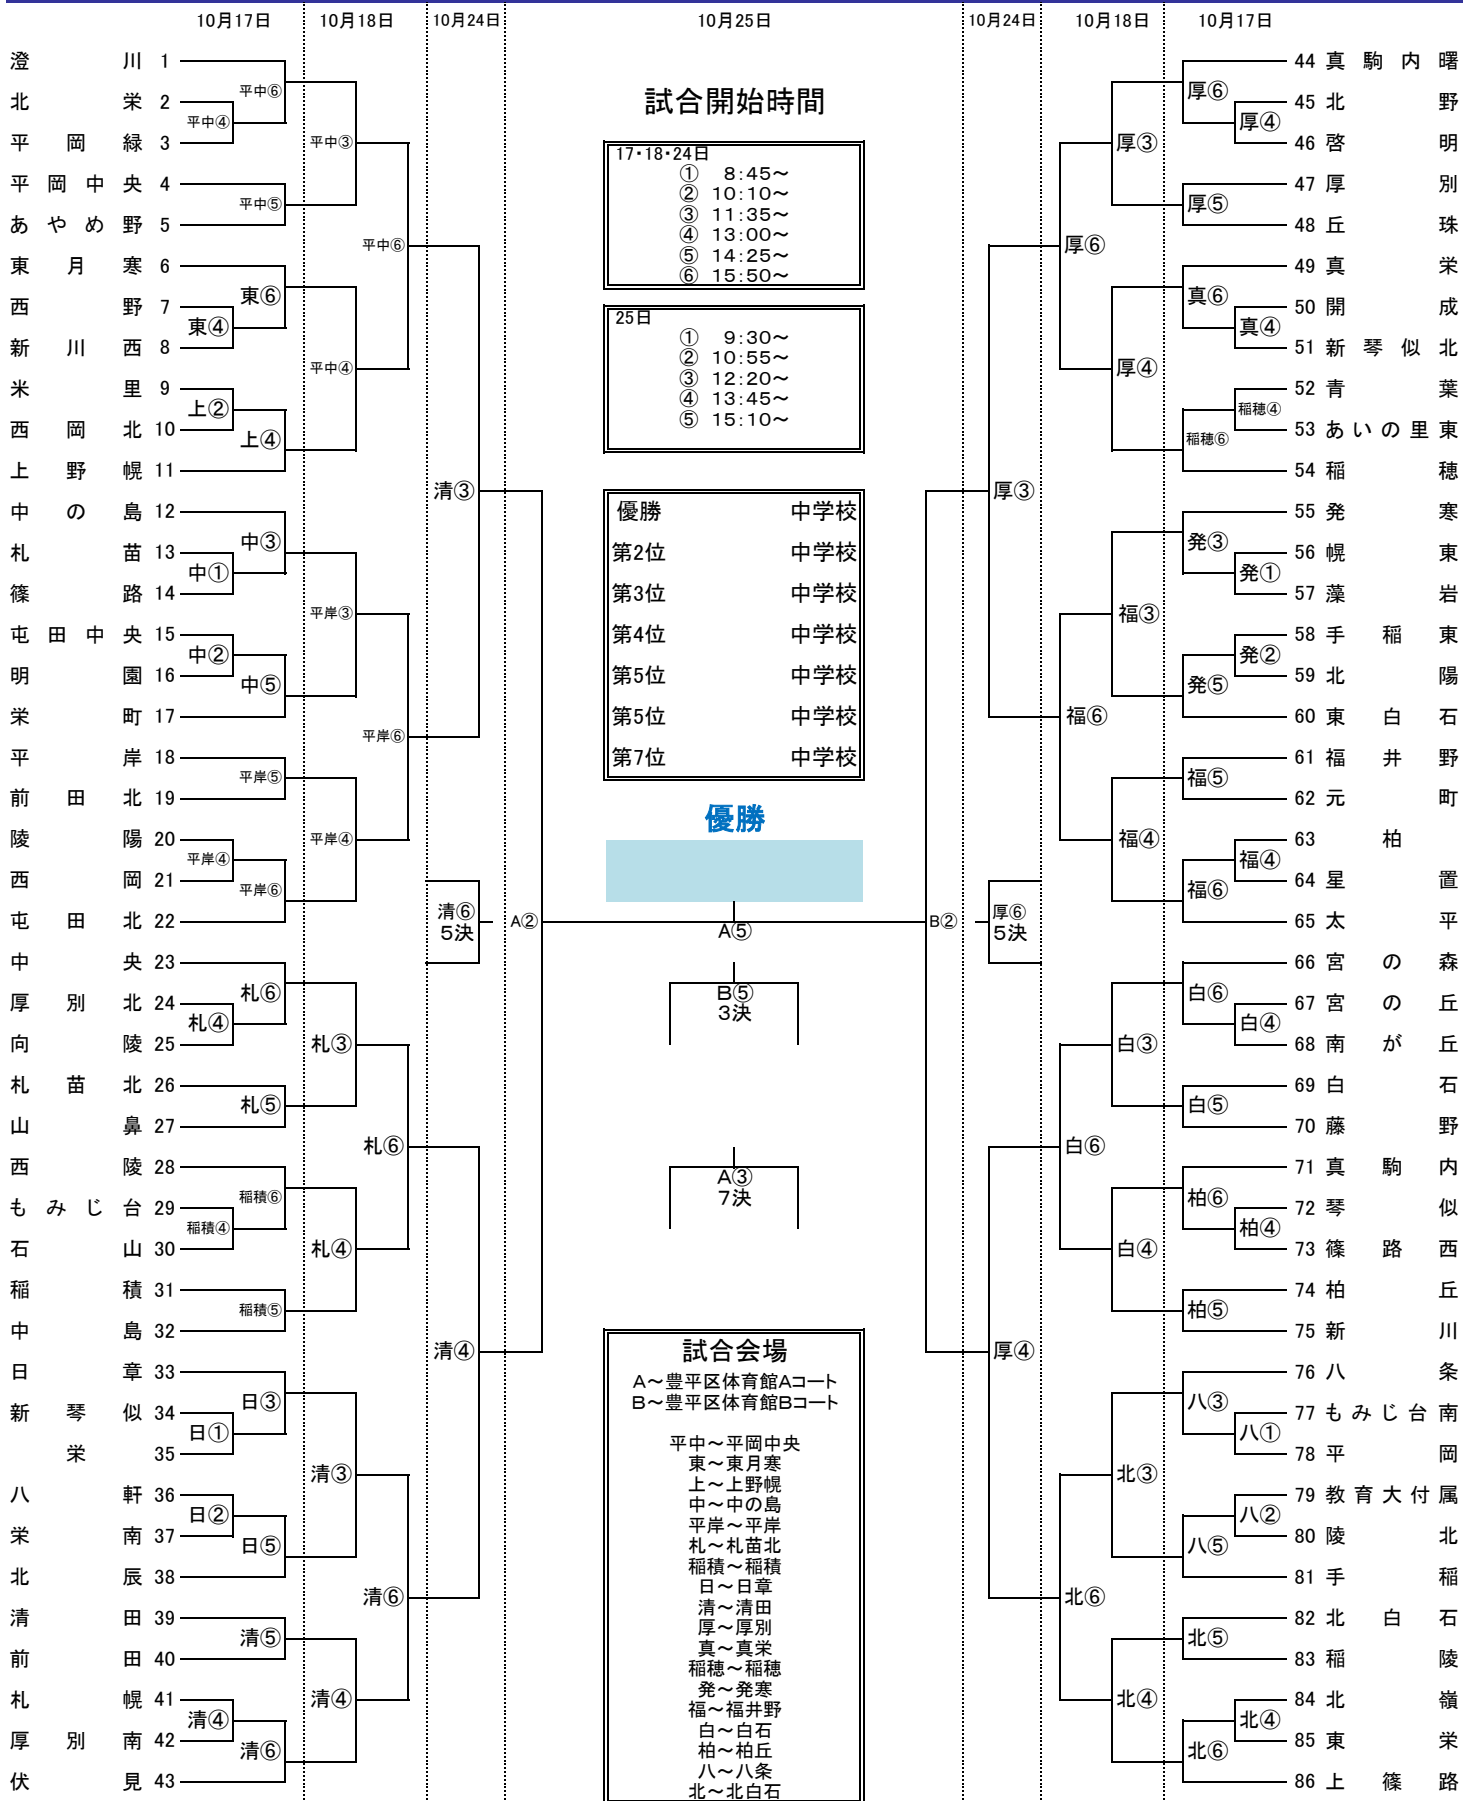 10月17日 10月18日 10月24日 10月25日 10月24日 10月18日 10月17日
澄川 1
北栄 2
平岡緑 3
平岡中央 4
あやめ野 5
東月寒 6
西野 7
新川西 8
米里 9
西岡北 10
上野幌 11
中の島 12
札苗 13
篠路 14
屯田中央 15
明園 16
栄町 17
平岸 18
前田北 19
陵陽 20
西岡 21
屯田北 22
中央 23
厚別北 24
向陵 25
札苗北 26
山鼻 27
西陵 28
もみじ台 29
石山 30
稲積 31
中島 32
日章 33
新琴似 34
栄 35
八軒 36
栄南 37
北辰 38
清田 39
前田 40
札幌 41
厚別南 42
伏見 43
平中⑥
平中④
平中⑤
東⑥
東④
上②
上④
中③
中①
中②
中⑤
平岸⑤
平岸④
平岸⑥
札⑥
札④
札⑤
稲積⑥
稲積④
稲積⑤
日③
日①
日②
日⑤
清⑤
清④
清⑥
平中③
平中④
平岸③
平岸④
札③
札④
清③
清④
平中⑥
平岸⑥
札⑥
清⑥
清③
清⑥
5決
清④
A②
試合開始時間
17・18・24日
① 8:45～
② 10:10～
③ 11:35～
④ 13:00～
⑤ 14:25～
⑥ 15:50～
25日
① 9:30～
② 10:55～
③ 12:20～
④ 13:45～
⑤ 15:10～
優勝 中学校
第2位 中学校
第3位 中学校
第4位 中学校
第5位 中学校
第5位 中学校
第7位 中学校
優勝
A⑤
B⑤
3決
A③
7決
試合会場
A～豊平区体育館Aコート
B～豊平区体育館Bコート
平中～平岡中央
東～東月寒
上～上野幌
中～中の島
平岸～平岸
札～札苗北
稲積～稲積
日～日章
清～清田
厚～厚別
真～真栄
稲穂～稲穂
発～発寒
福～福井野
白～白石
柏～柏丘
八～八条
北～北白石
B②
厚③
厚⑥
5決
厚④
厚⑥
福⑥
白⑥
北⑥
厚③
厚④
福③
福④
白③
白④
北③
北④
厚⑥
厚④
厚⑤
真⑥
真④
稲穂④
稲穂⑥
発③
発①
発②
発⑤
福⑤
福④
福⑥
白⑥
白④
白⑤
柏⑥
柏④
柏⑤
八③
八①
八②
八⑤
北⑤
北④
北⑥
44 真駒内曙
45 北野
46 啓明
47 厚別
48 丘珠
49 真栄
50 開成
51 新琴似北
52 青葉
53 あいの里東
54 稲穂
55 発寒
56 幌東
57 藻岩
58 手稲東
59 北陽
60 東白石
61 福井野
62 元町
63 柏
64 星置
65 太平
66 宮の森
67 宮の丘
68 南が丘
69 白石
70 藤野
71 真駒内
72 琴似
73 篠路西
74 柏丘
75 新川
76 八条
77 もみじ台南
78 平岡
79 教育大付属
80 陵北
81 手稲
82 北白石
83 稲陵
84 北嶺
85 東栄
86 上篠路